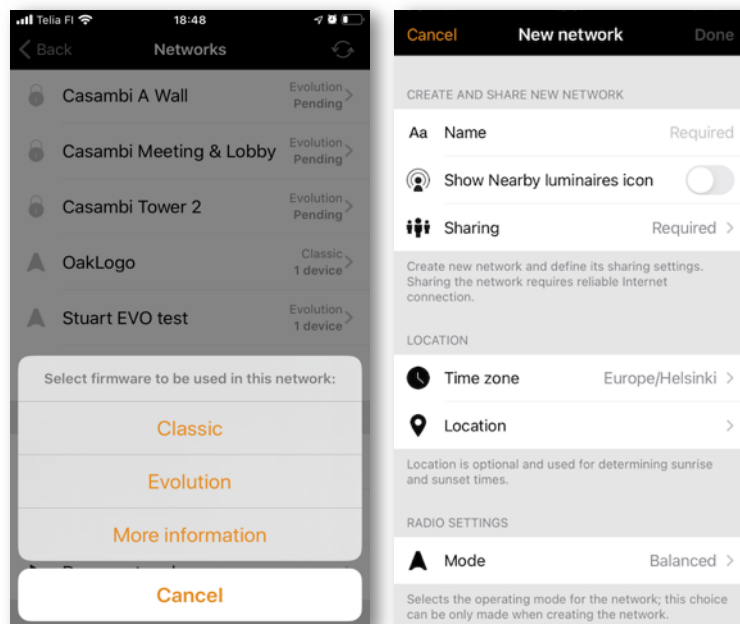 Telia FI
18:48
Back
Networks
Casambi A Wall
Evolution
Pending
Casambi Meeting & Lobby
Evolution
Pending
Casambi Tower 2
Evolution
Pending
OakLogo
Classic
1 device
Stuart EVO test
Evolution
1 device
Select firmware to be used in this network:
Classic
Evolution
More information
Cancel
Cancel
New network
Done
CREATE AND SHARE NEW NETWORK
Aa Name
Required
Show Nearby luminaires icon
Sharing
Required
Create new network and define its sharing settings.
Sharing the network requires reliable Internet
connection.
LOCATION
Time zone
Europe/Helsinki
Location
Location is optional and used for determining sunrise
and sunset times.
RADIO SETTINGS
Mode
Balanced
Selects the operating mode for the network; this choice
can be only made when creating the network.